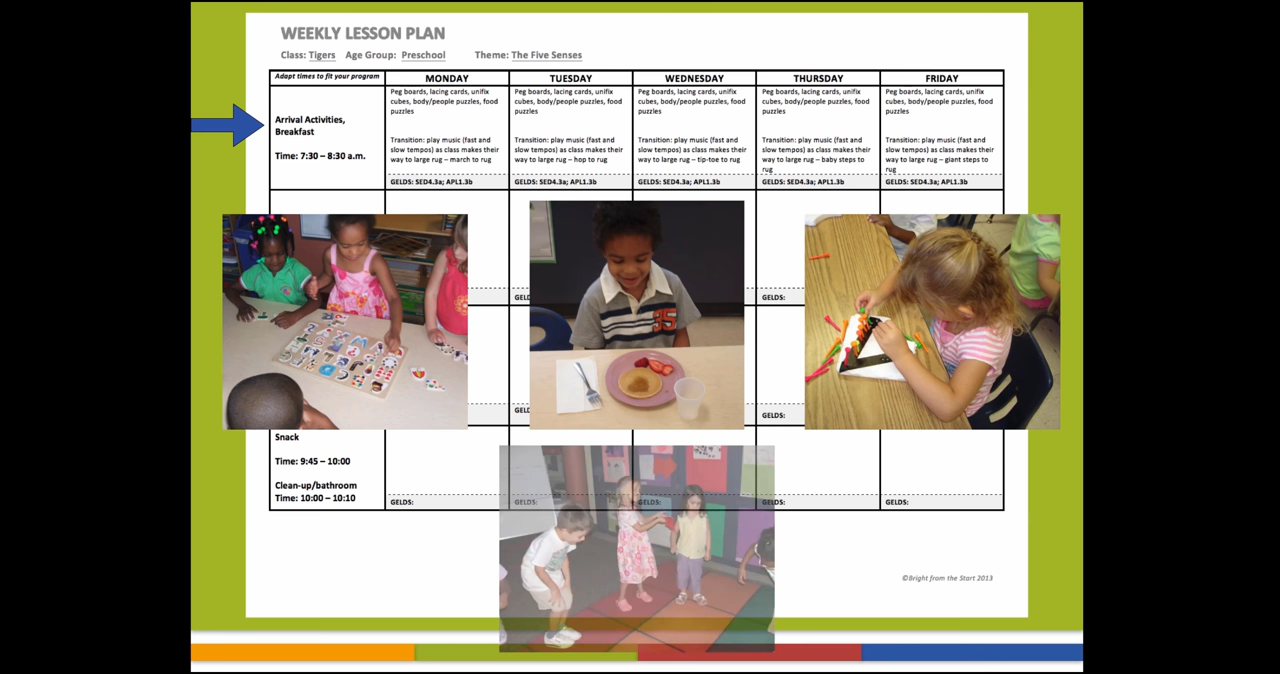 WEEKLY LESSON PLAN
Class: Tigers Age Group: Preschool Theme: The Five Senses
Adapt times to fit your program
MONDAY
TUESDAY
WEDNESDAY
THURSDAY
FRIDAY
Arrival Activities,
Breakfast
Time: 7:30 – 8:30 a.m.
Peg boards, lacing cards, unifix
cubes, body/people puzzles, food
puzzles
Transition: play music (fast and
slow tempos) as class makes their
way to large rug – march to rug
GELDS: SED4.3a; APL1.3b
Peg boards, lacing cards, unifix
cubes, body/people puzzles, food
puzzles
Transition: play music (fast and
slow tempos) as class makes their
way to large rug – hop to rug
GELDS: SED4.3a; APL1.3b
Peg boards, lacing cards, unifix
cubes, body/people puzzles, food
puzzles
Transition: play music (fast and
slow tempos) as class makes their
way to large rug – tip-toe to rug
GELDS: SED4.3a; APL1.3b
Peg boards, lacing cards, unifix
cubes, body/people puzzles, food
puzzles
Transition: play music (fast and
slow tempos) as class makes their
way to large rug – baby steps to
rug
GELDS: SED4.3a; APL1.3b
Peg boards, lacing cards, unifix
cubes, body/people puzzles, food
puzzles
Transition: play music (fast and
slow tempos) as class makes their
way to large rug – giant steps to
rug
GELDS: SED4.3a; APL1.3b
GELDS:
GELDS:
35
Snack
Time: 9:45 – 10:00
Clean-up/bathroom
Time: 10:00 – 10:10
GELDS:
GELDS:
GELDS:
GELDS:
GELDS:
©Bright from the Start 2013